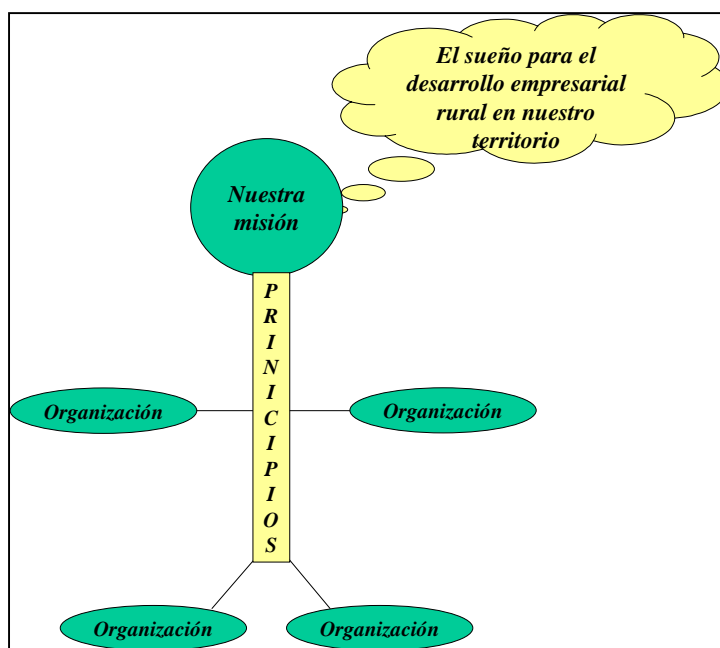 El sueño para el
desarrollo empresarial
rural en nuestro
territorio
Nuestra
misión
P
R
I
N
I
C
I
P
I
O
S
Organización
Organización
Organización
Organización